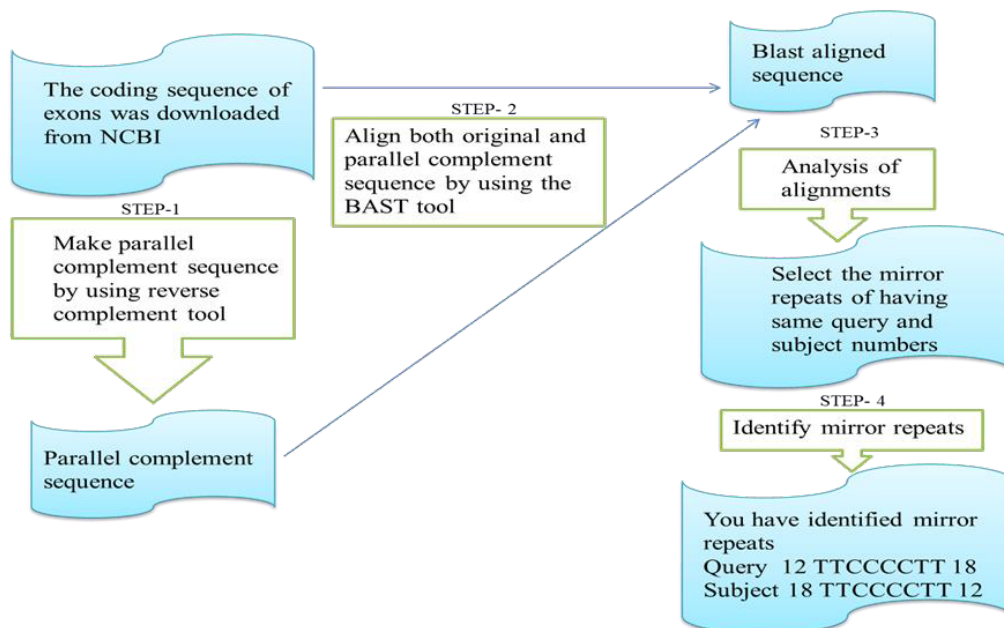 The coding sequence of
exons was downloaded
from NCBI
STEP-1
Make parallel
complement sequence
by using reverse
complement tool
Parallel complement
sequence
STEP- 2
Align both original and
parallel complement
sequence by using the
BAST tool
Blast aligned
sequence
STEP-3
Analysis of
alignments
Select the mirror
repeats of having
same query and
subject numbers
STEP- 4
Identify mirror repeats
You have identified mirror
repeats
Query 12 TTCCCCTT 18
Subject 18 TTCCCCTT 12